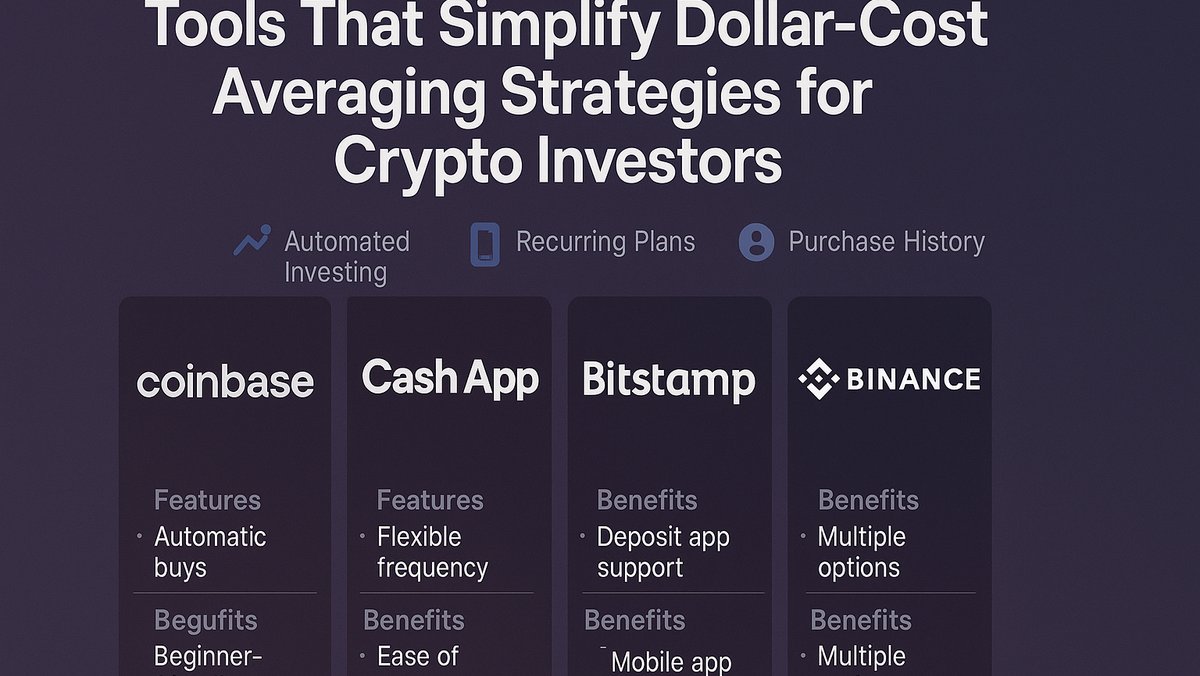 Tools That Simplify Dollar-Cost
Averaging Strategies for
Crypto Investors
Automated
Investing
Recurring Plans
Purchase History
coinbase
Features
• Automatic
buys
Begufits
Beginner-
Cash App
Features
• Flexible
frequency
Benefits
• Ease of
Bitstamp
Benefits
• Deposit app
support
Benefits
Mobile app
BINANCE
Benefits
• Multiple
options
Benefits
• Multiple